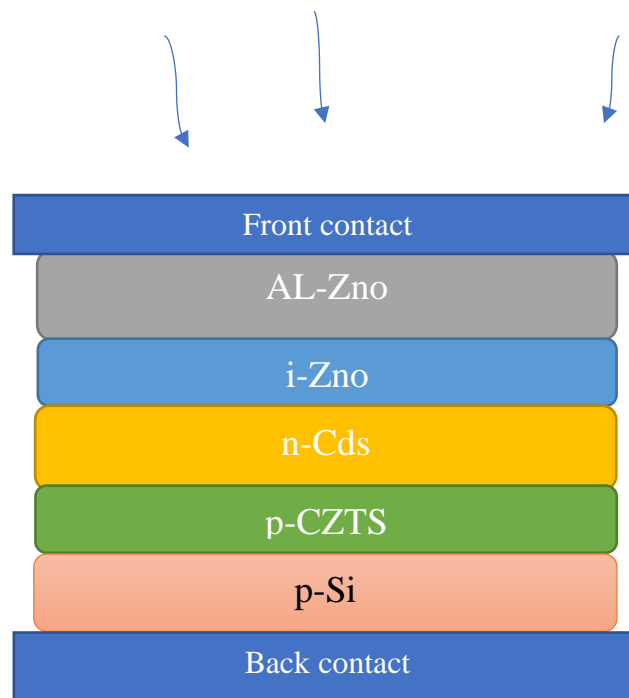 Front contact
AL-Zno
i-Zno
n-Cds
p-CZTS
p-Si
Back contact